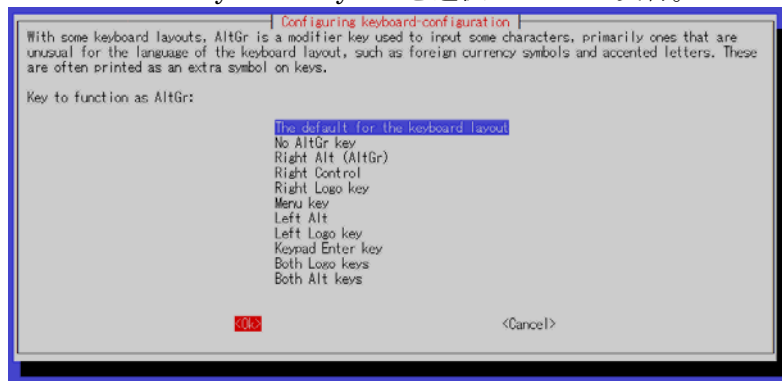 Configuring keyboard-configuration
With some keyboard layouts, AltGr is a modifier key used to input some characters, primarily ones that are
unusual for the language of the keyboard layout, such as foreign currency symbols and accented letters. These
are often printed as an extra symbol on keys.
Key to function as AltGr:
The default for the keyboard layout
No AltGr key
Right Alt (AltGr)
Right Control
Right Logo key
Menu key
Left Alt
Left Logo key
Keypad Enter key
Both Logo keys
Both Alt keys
<Ok> <Cancel>